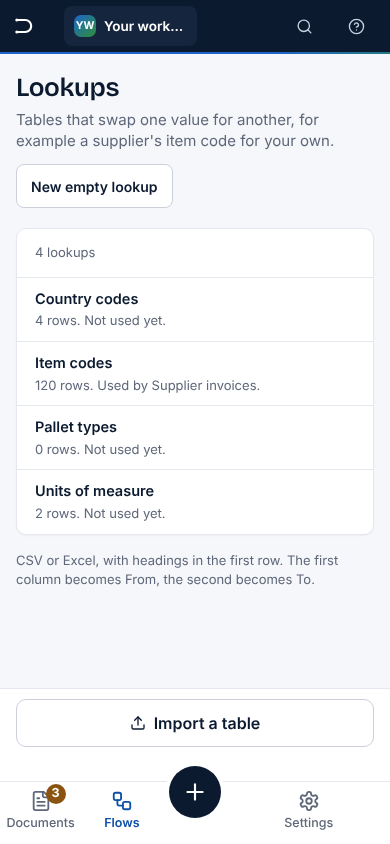 YW Your work...
Lookups
Tables that swap one value for another, for
example a supplier's item code for your own.
New empty lookup
4 lookups
Country codes
4 rows. Not used yet.
Item codes
120 rows. Used by Supplier invoices.
Pallet types
0 rows. Not used yet.
Units of measure
2 rows. Not used yet.
CSV or Excel, with headings in the first row. The first
column becomes From, the second becomes To.
Import a table
3
Documents
Flows
Settings